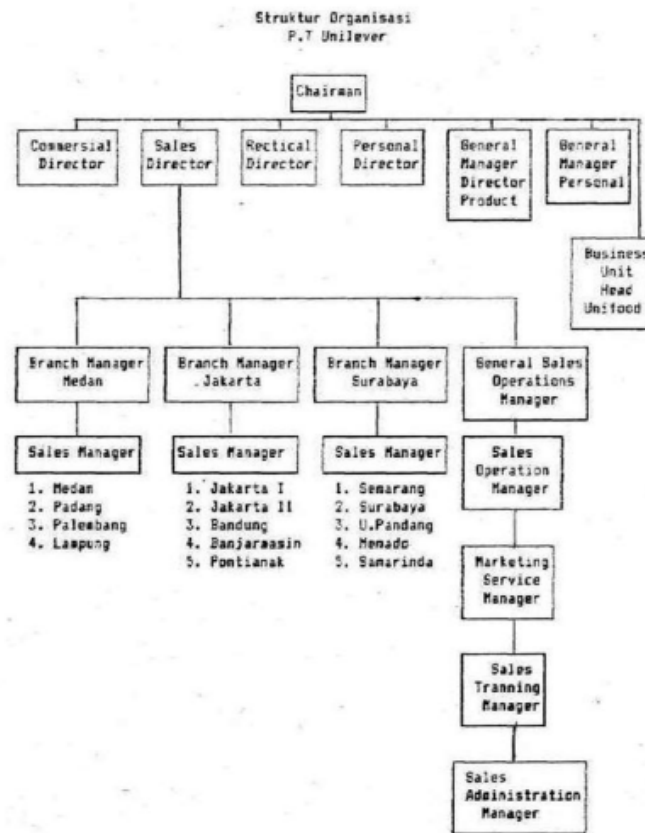 Struktur Organisasi
P.T Unilever
Chairman
Commersial
Director
Sales
Director
Rectical
Director
Personal
Director
General
Manager
Director
Product
General
Manager
Personal
Business
Unit
Head
Unifood
Branch Manager
Medan
Branch Manager
Jakarta
Branch Manager
Surabaya
General Sales
Operations
Manager
Sales Manager
1. Medan
2. Padang
3. Palembang
4. Lampung
Sales Manager
1. Jakarta I
2. Jakarta II
3. Bandung
4. Banjarmasin
5. Pontianak
Sales Manager
1. Semarang
2. Surabaya
3. U.Pandang
4. Menado
5. Samarinda
Sales
Operation
Manager
Marketing
Service
Manager
Sales
Tranning
Manager
Sales
Administration
Manager